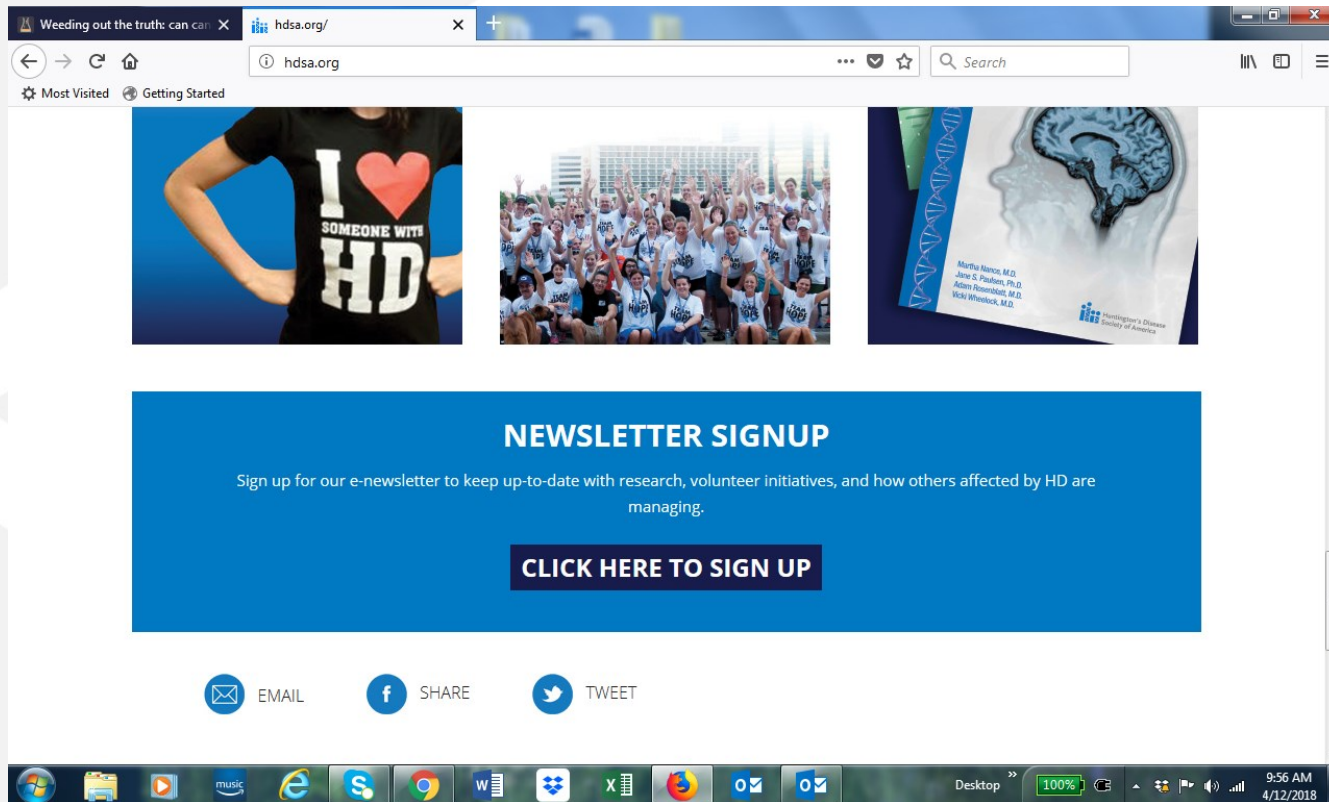 Weeding out the truth: can can
hdsa.org/
hdsa.org
Search
Most Visited
Getting Started
I
SOMEONE WITH
HD
TEAM
HOPE
Martha Nance, M.D.
Jane S. Paulsen, Ph.D.
Adam Rosenblatt, M.D.
Vicki Wheelock, M.D.
Huntington's Disease
Society of America
NEWSLETTER SIGNUP
Sign up for our e-newsletter to keep up-to-date with research, volunteer initiatives, and how others affected by HD are
managing.
CLICK HERE TO SIGN UP
EMAIL
SHARE
TWEET
music
Desktop
100%
9:56 AM
4/12/2018